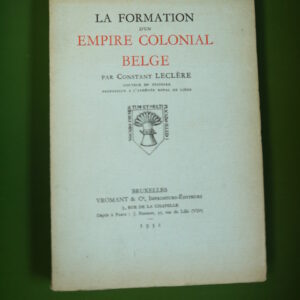 LA FORMATION
D'UN
EMPIRE COLONIAL
BELGE
PAR CONSTANT LECLÈRE
DOCTEUR EN HISTOIRE
PROFESSEUR A L'ATHÉNÉE ROYAL DE LIÉGE
BRUXELLES
VROMANT & Cº, IMPRIMEURS-ÉDITEURS
3, RUE DE LA CHAPELLE